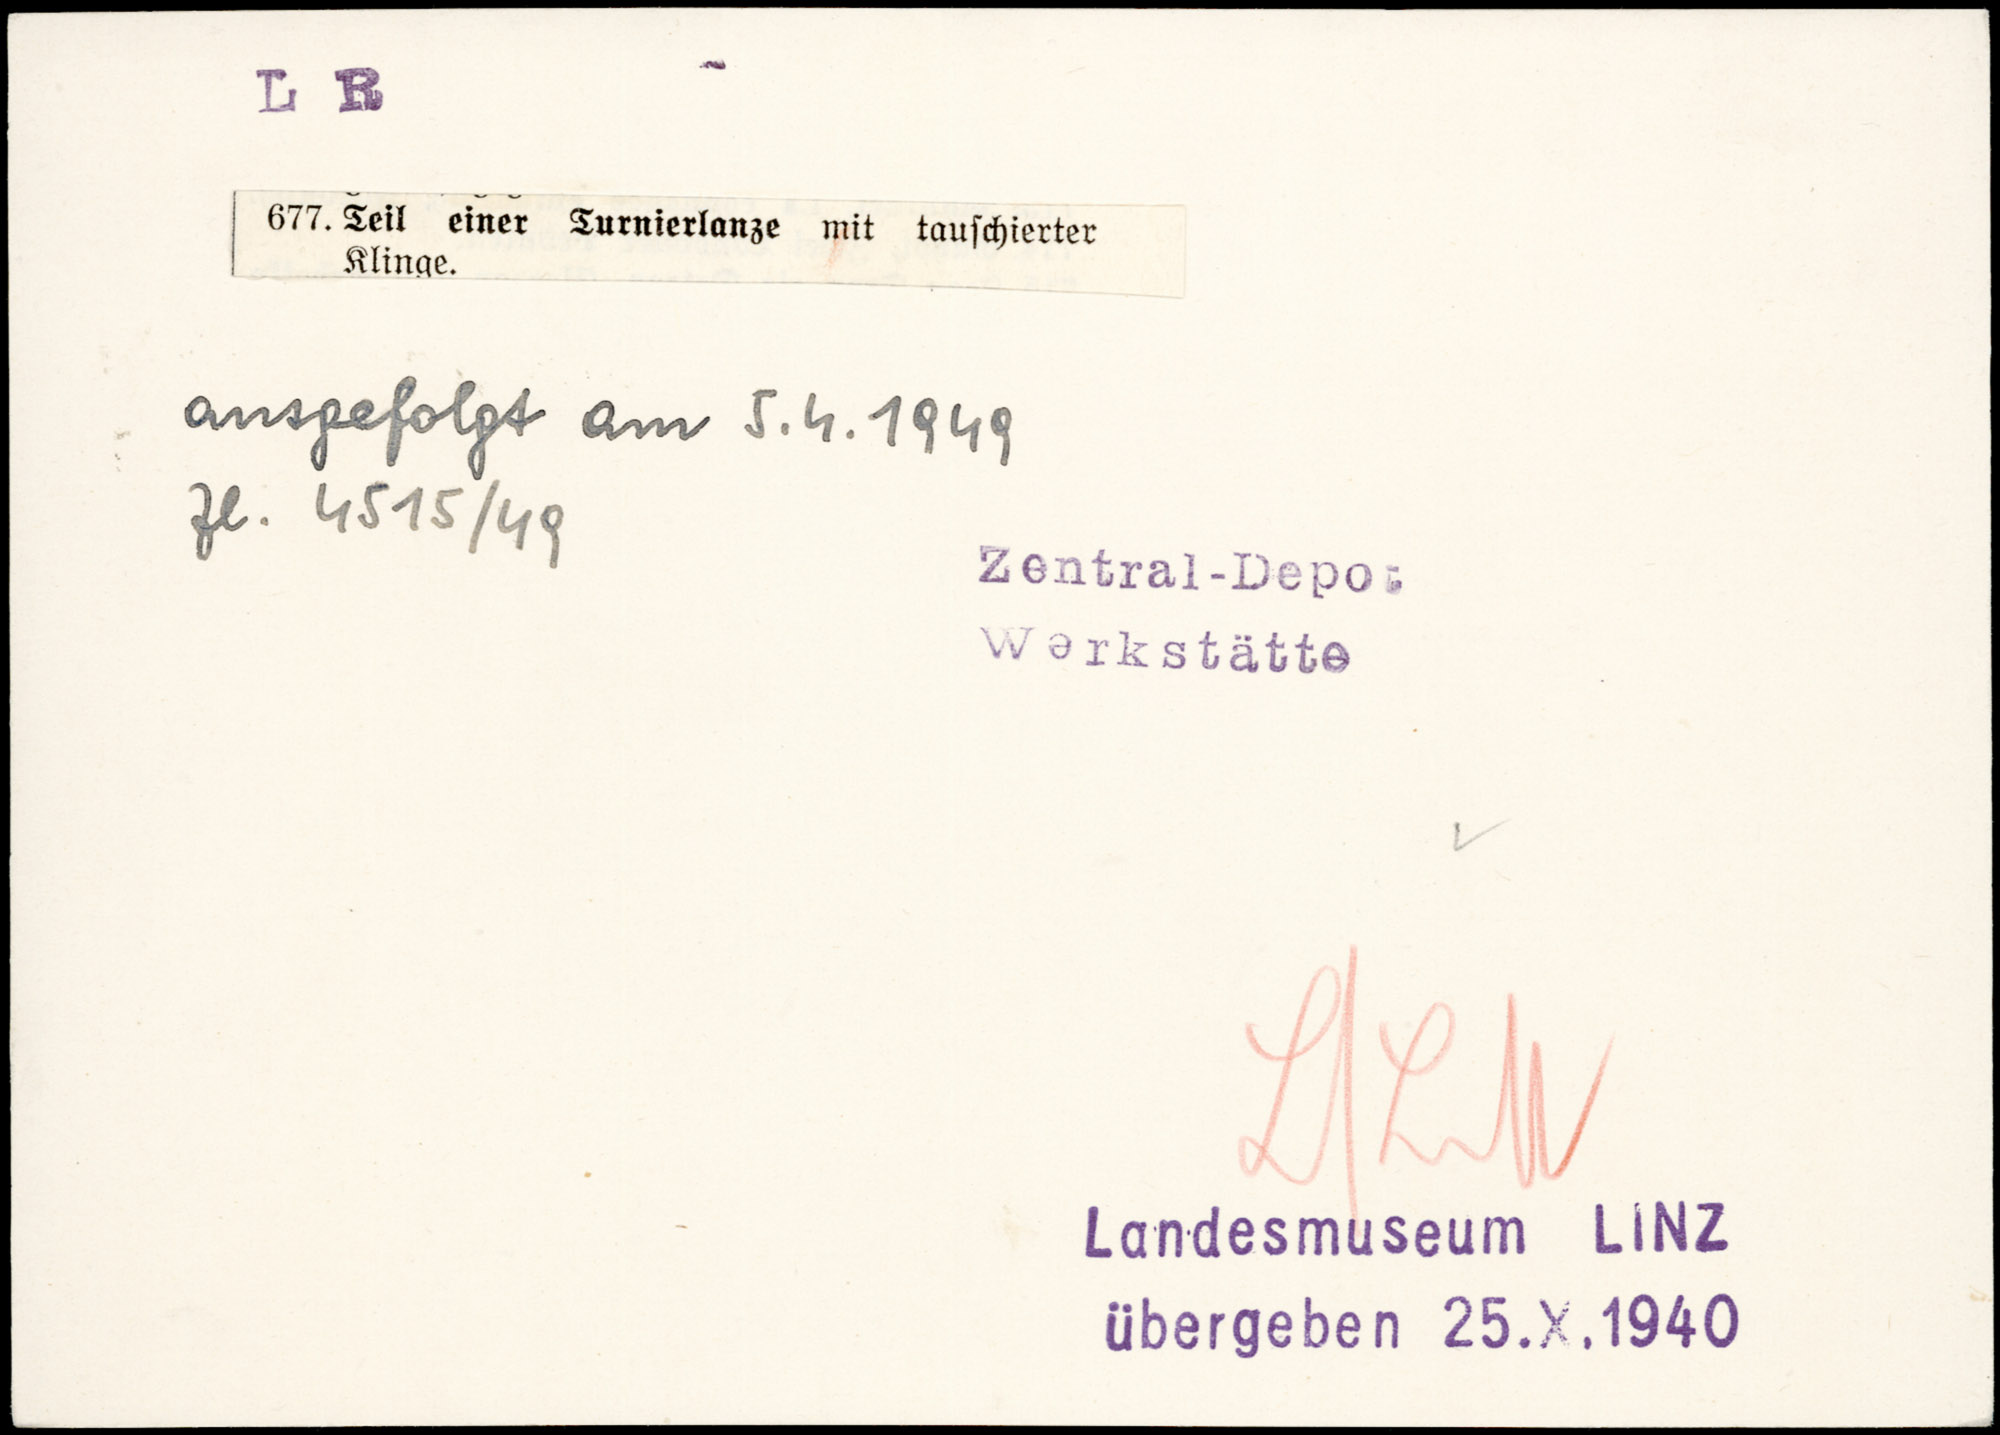 L R -
677. Teil einer Turnierlanze mit tauschierter
Klinge.
ausgefolgt am 5.4.1949
Zl. 4515/49
Zentral-Depot
Werkstätte
Landesmuseum LINZ
übergeben 25.X.1940